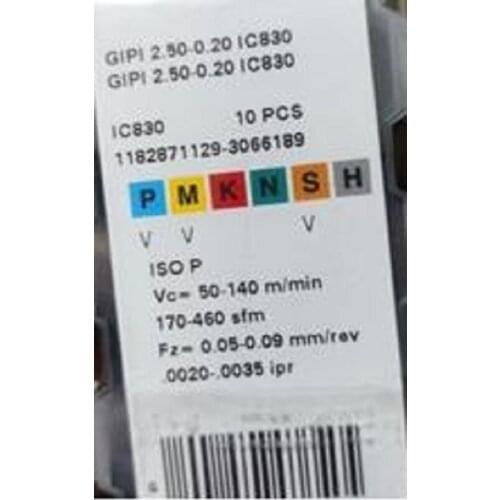 GIPI 2.50-0.20 IC830
GIPI 2.50-0.20 IC830
IC830 10 PCS
1182871129-3066189
P M K N S H
V V V
ISO P
Vc= 50-140 m/min
170-460 sfm
Fz= 0.05-0.09 mm/rev
.0020-.0035 ipr